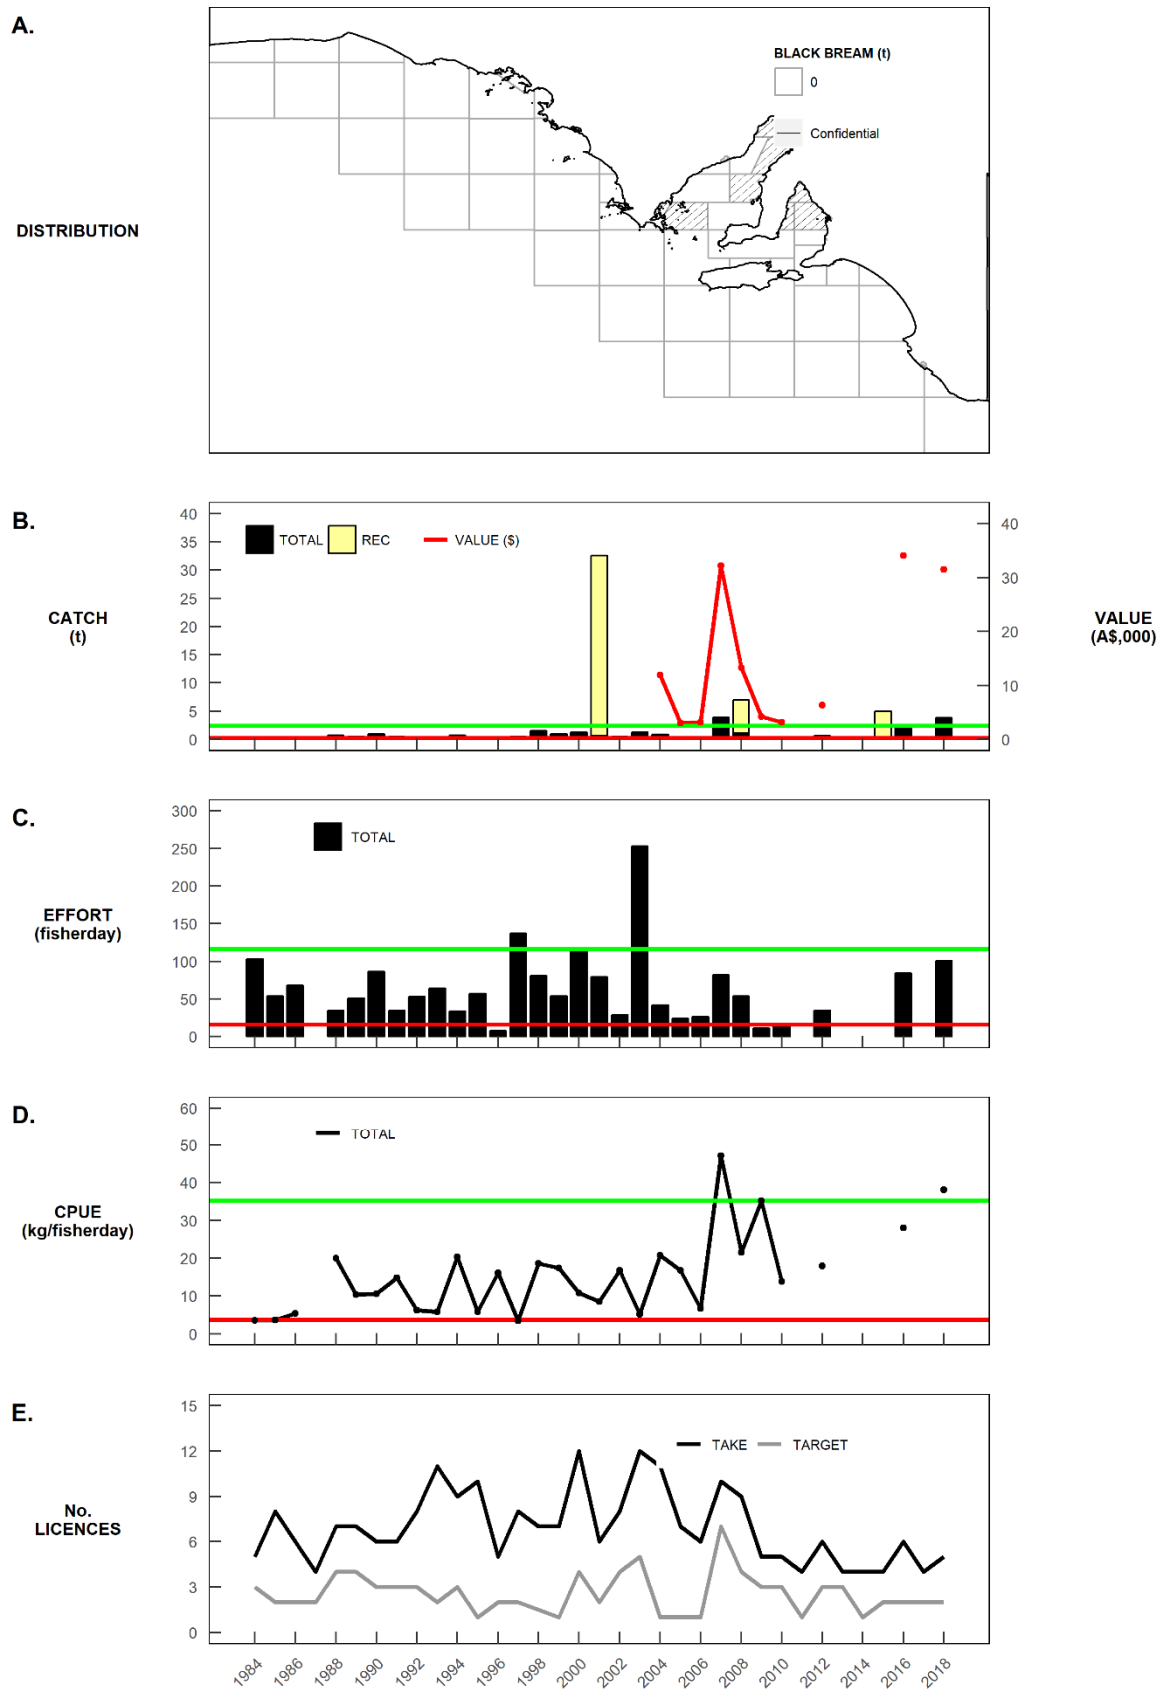 A.
BLACK BREAM (t)
0
Confidential
DISTRIBUTION
B.
40
35
30
25
20
15
10
5
0
TOTAL
REC
VALUE ($)
40
30
20
10
0
CATCH
(t)
VALUE
(A$,000)
C.
300
250
200
150
100
50
0
TOTAL
EFFORT
(fisherday)
D.
60
50
40
30
20
10
0
TOTAL
CPUE
(kg/fisherday)
E.
15
12
9
6
3
0
TAKE
TARGET
No.
LICENCES
1984
1986
1988
1990
1992
1994
1996
1998
2000
2002
2004
2006
2008
2010
2012
2014
2016
2018